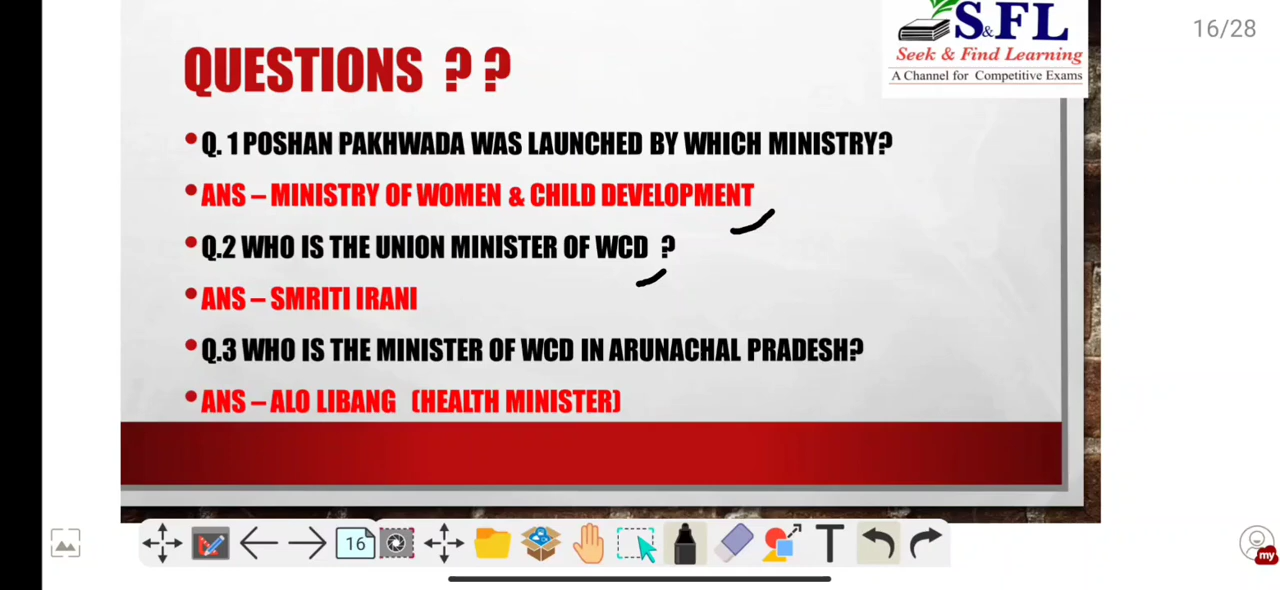 S&FL
Seek & Find Learning
A Channel for Competitive Exams
16/28
QUESTIONS ??
• Q. 1 POSHAN PAKHWADA WAS LAUNCHED BY WHICH MINISTRY?
• ANS – MINISTRY OF WOMEN & CHILD DEVELOPMENT
• Q.2 WHO IS THE UNION MINISTER OF WCD ?
• ANS – SMRITI IRANI
• Q.3 WHO IS THE MINISTER OF WCD IN ARUNACHAL PRADESH?
• ANS – ALO LIBANG (HEALTH MINISTER)
16
T
my